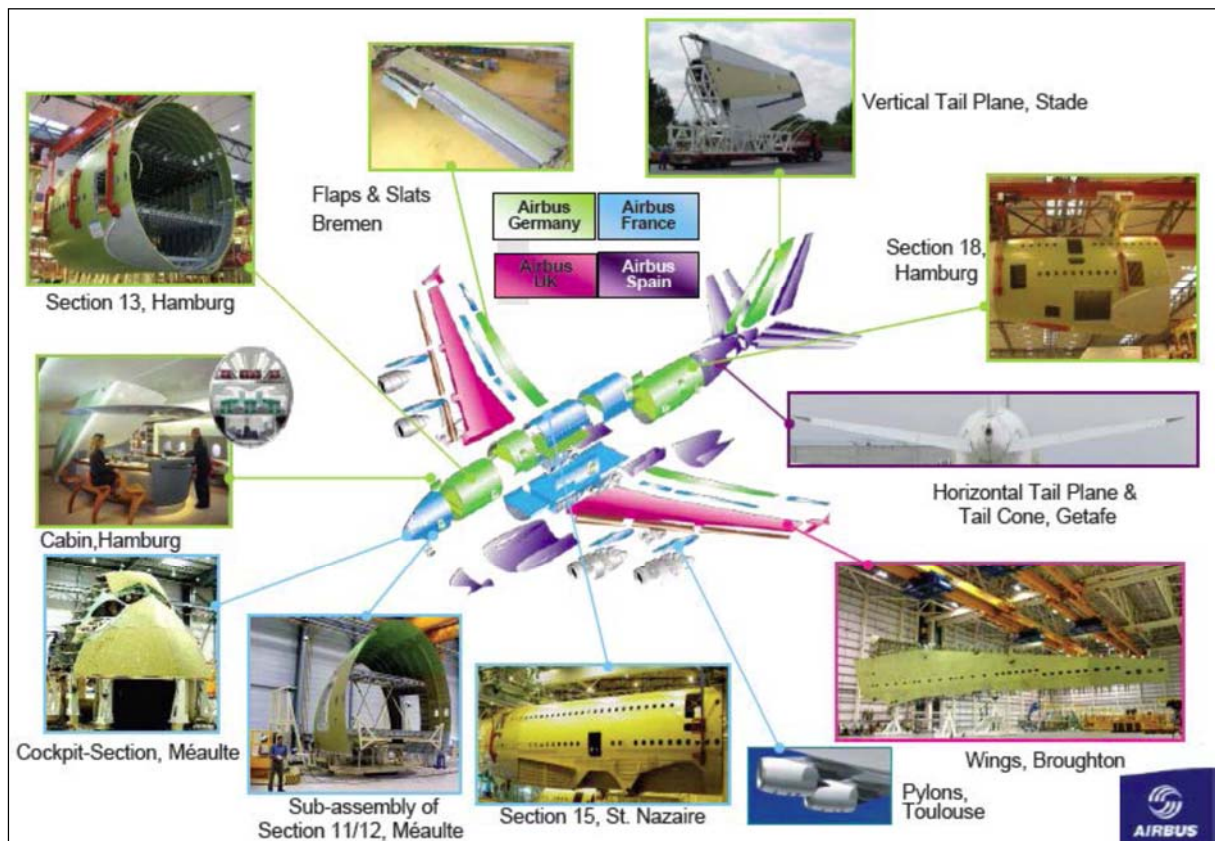 Vertical Tail Plane, Stade
Flaps & Slats
Bremen
Airbus
Germany
Airbus
France
Airbus
UK
Airbus
Spain
Section 18,
Hamburg
Section 13, Hamburg
Horizontal Tail Plane &
Tail Cone, Getafe
Cabin,Hamburg
Cockpit-Section, Méaulte
Sub-assembly of
Section 11/12, Méaulte
Section 15, St. Nazaire
Pylons,
Toulouse
Wings, Broughton
AIRBUS